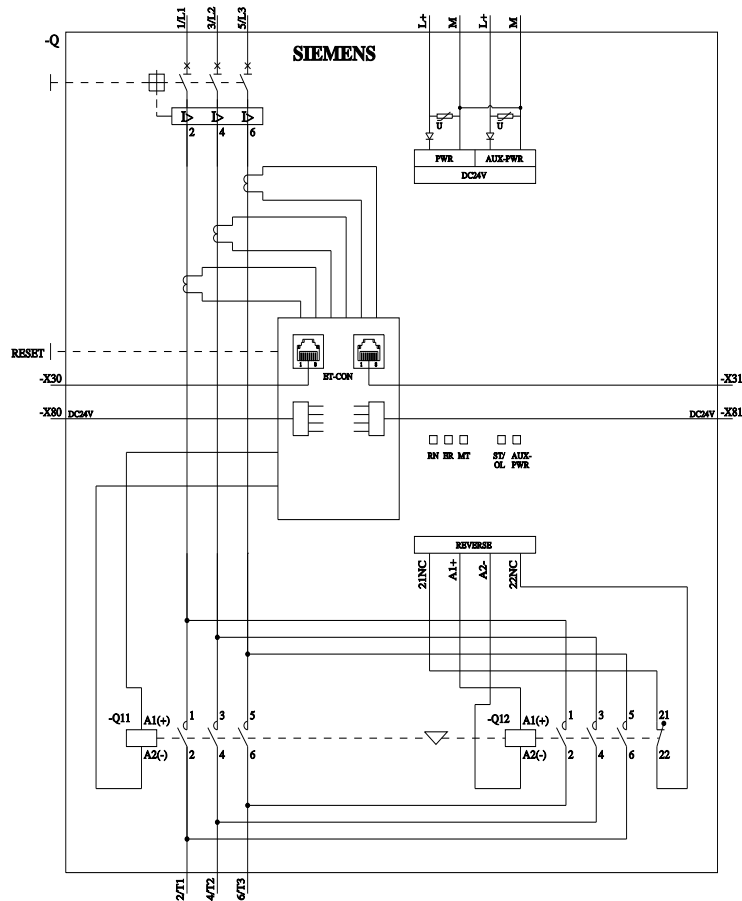 1/L1 3/L2 5/L3
L+ M L+ M
-Q
SIEMENS
I> I> I>
2 4 6
U U
PWR AUX-PWR
DC24V
RESET
1 8 1 8
ET-CON
-X30 -X31
-X80 DC24V DC24V -X81
RN ER MT ST/OL AUX-PWR
REVERSE
21NC A1+ A2- 22NC
-Q11 A1(+) 1 3 5 -Q12 A1(+) 1 3 5 21
A2(-) 2 4 6 A2(-) 2 4 6 22
2/T1 4/T2 6/T3